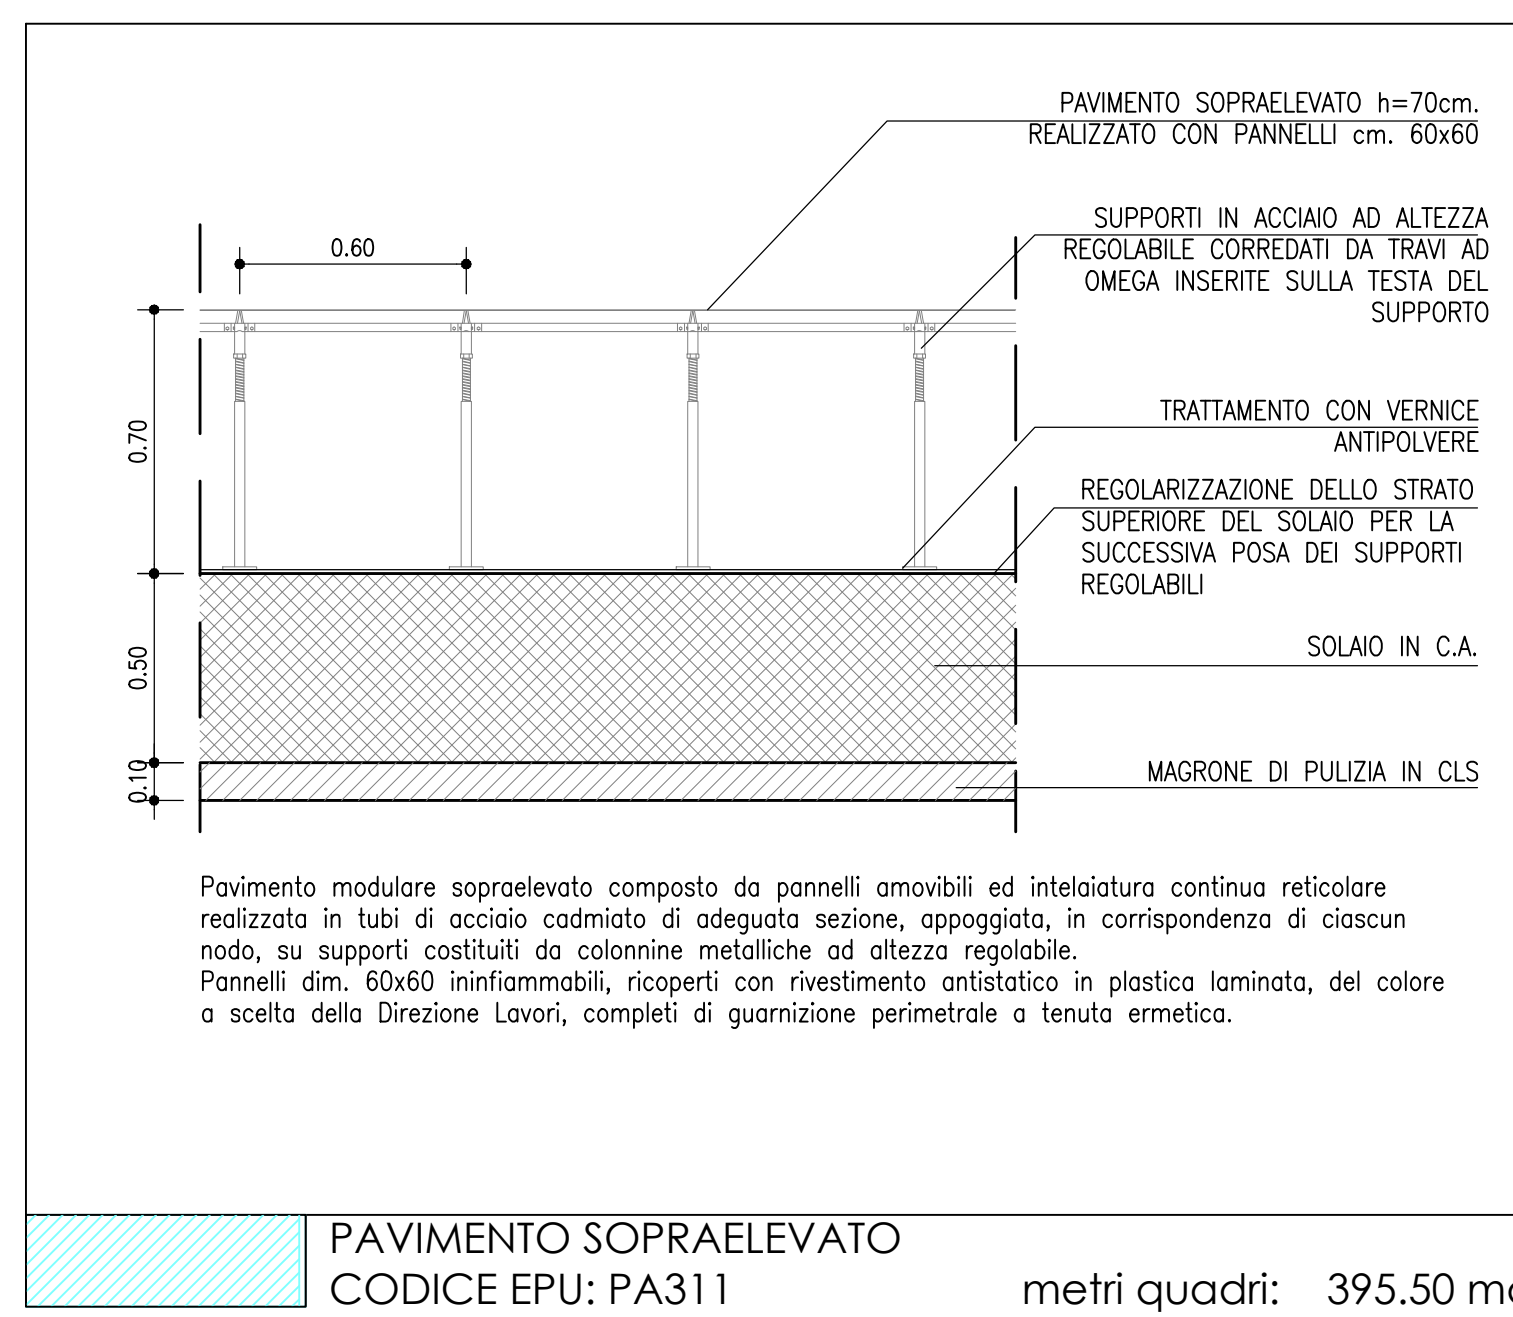 PAVIMENTO SOPRAELEVATO h=70cm.
REALIZZATO CON PANNELLI cm. 60x60
SUPPORTI IN ACCIAIO AD ALTEZZA
REGOLABILE CORREDATI DA TRAVI AD
OMEGA INSERITE SULLA TESTA DEL
SUPPORTO
0.60
0.70
TRATTAMENTO CON VERNICE
ANTIPOLVERE
REGOLARIZZAZIONE DELLO STRATO
SUPERIORE DEL SOLAIO PER LA
SUCCESSIVA POSA DEI SUPPORTI
REGOLABILI
0.50
SOLAIO IN C.A.
0.10
MAGRONE DI PULIZIA IN CLS
Pavimento modulare sopraelevato composto da pannelli amovibili ed intelaiatura continua reticolare
realizzata in tubi di acciaio cadmiato di adeguata sezione, appoggiata, in corrispondenza di ciascun
nodo, su supporti costituiti da colonnine metalliche ad altezza regolabile.
Pannelli dim. 60x60 ininfiammabili, ricoperti con rivestimento antistatico in plastica laminata, del colore
a scelta della Direzione Lavori, completi di guarnizione perimetrale a tenuta ermetica.
PAVIMENTO SOPRAELEVATO
CODICE EPU: PA311
metri quadri: 395.50